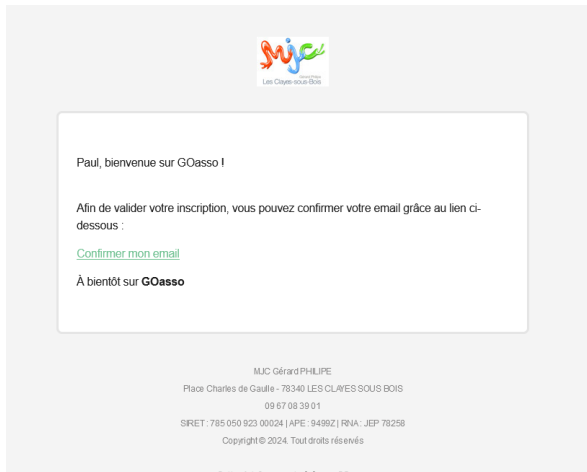 Mjc
Gérard Philipe
Les Clayes-sous-Bois
Paul, bienvenue sur GOasso !
Afin de valider votre inscription, vous pouvez confirmer votre email grâce au lien ci-
dessous :
Confirmer mon email
À bientôt sur GOasso
MJC Gérard PHILIPE
Place Charles de Gaulle - 78340 LES CLAYES SOUS BOIS
09 67 08 39 01
SIRET : 785 050 923 00024 | APE : 9499Z | RNA : JEP 78258
Copyright © 2024. Tout droits réservés